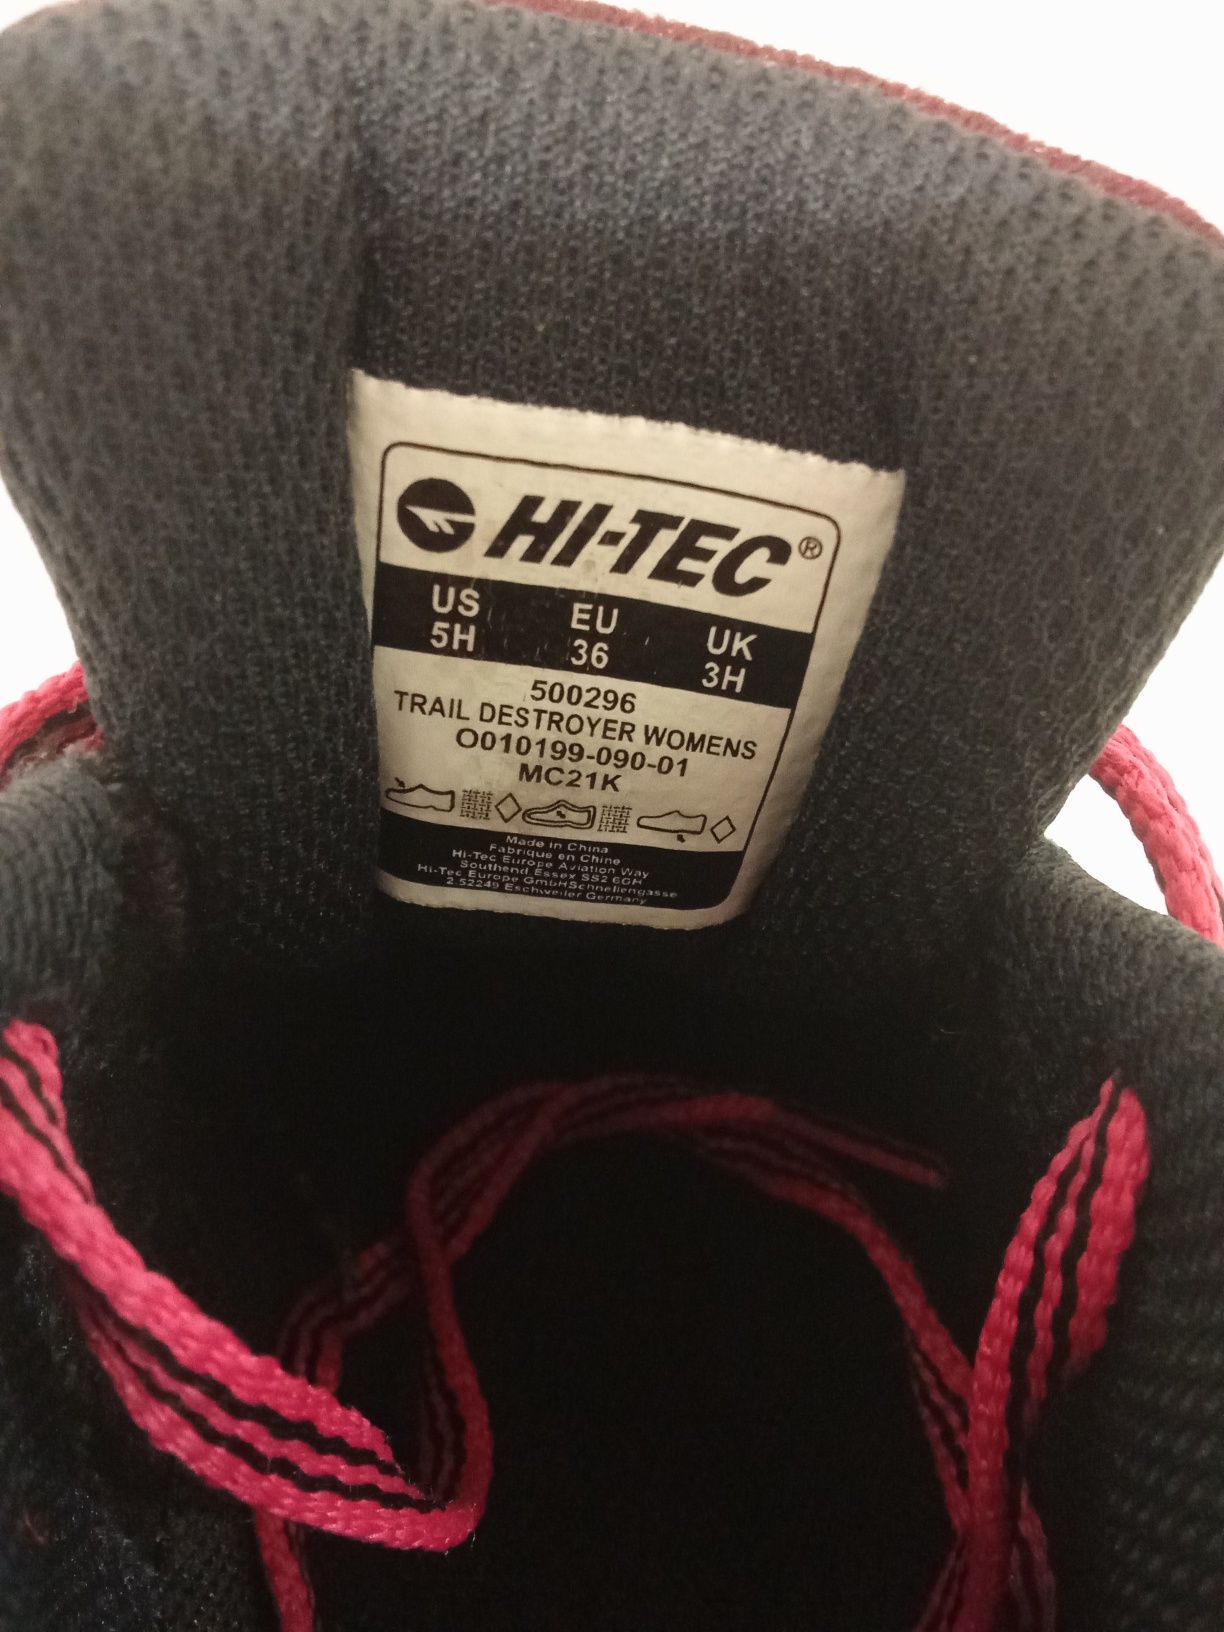 HI-TEC®
US EU UK
5H 36 3H
500296
TRAIL DESTROYER WOMENS
O010199-090-01
MC21K
Made in China
Fabrique en Chine
Hi-Tec Europe Aviation Way
Southend Essex SS2 6GH
Hi-Tec Europe GmbHSchnellengasse
2 52249 Eschweiler Germany